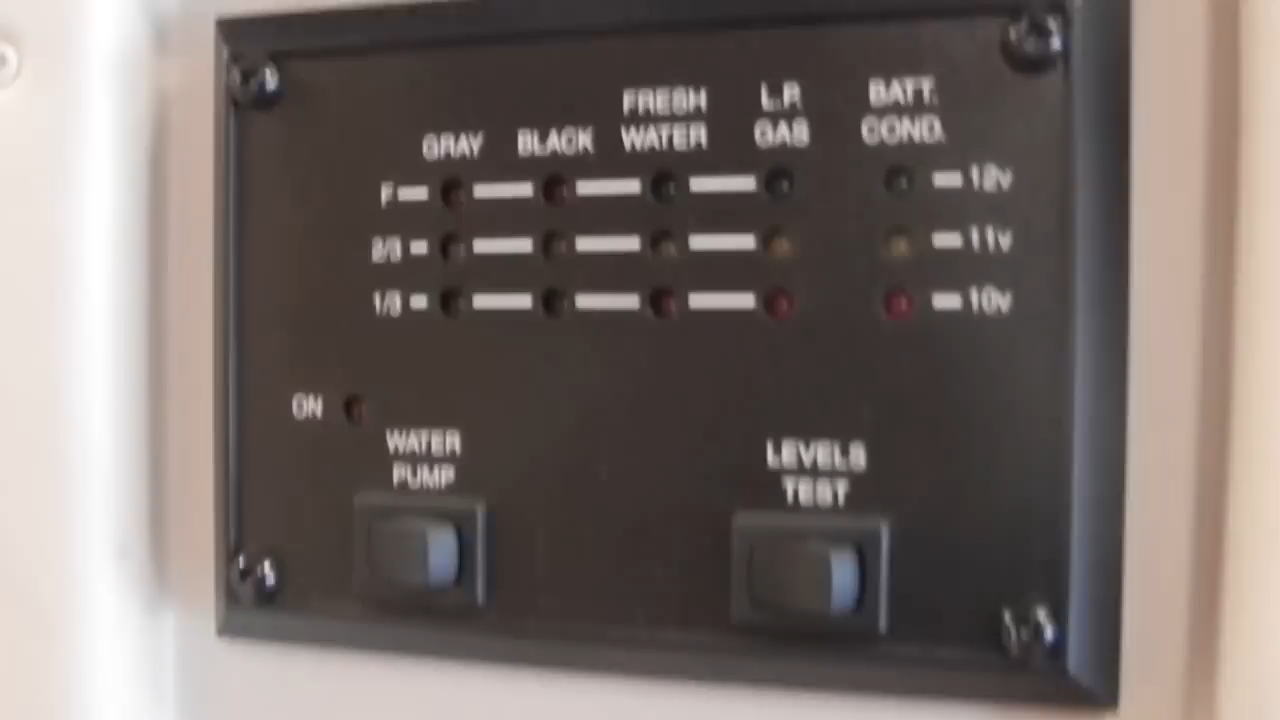 GRAY BLACK FRESH WATER L.P. GAS BATT. COND.
F 12v
2/3 11v
1/3 10v
ON
WATER PUMP
LEVELS TEST